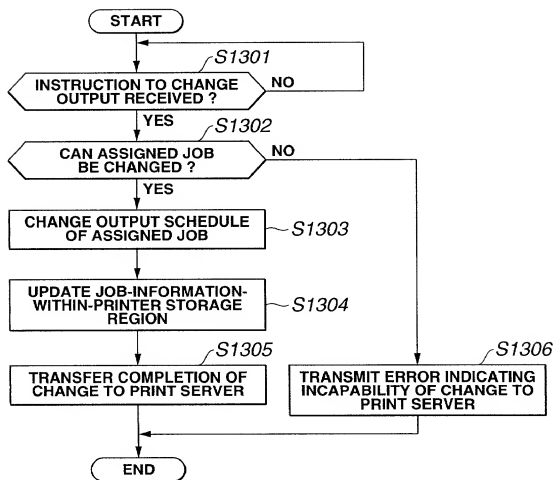 START
S1301
INSTRUCTION TO CHANGE
OUTPUT RECEIVED ?
NO
YES
S1302
CAN ASSIGNED JOB
BE CHANGED ?
NO
YES
CHANGE OUTPUT SCHEDULE
OF ASSIGNED JOB
S1303
UPDATE JOB-INFORMATION-
WITHIN-PRINTER STORAGE
REGION
S1304
S1305
TRANSFER COMPLETION OF
CHANGE TO PRINT SERVER
S1306
TRANSMIT ERROR INDICATING
INCAPABILITY OF CHANGE TO
PRINT SERVER
END